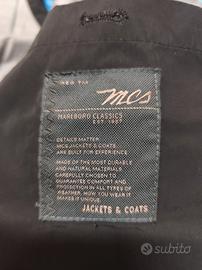 mcs
MARLBORO CLASSICS
EST. 1987
DETAILS MATTER.
MCS JACKETS & COATS
ARE BUILT FOR EXPERIENCE
MADE OF THE MOST DURABLE
AND NATURAL MATERIALS
CAREFULLY CHOSEN TO
GUARANTEE COMFORT AND
PROTECTION IN ALL TYPES OF
WEATHER. HOW YOU WEAR IT
MAKES IT UNIQUE.
JACKETS & COATS
subito